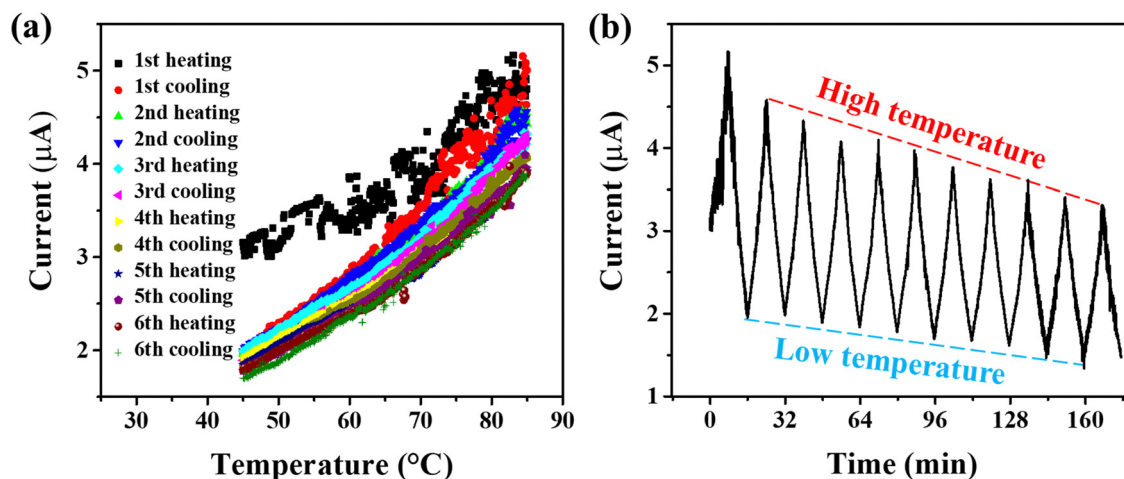 (a)
1st heating
1st cooling
2nd heating
2nd cooling
3rd heating
3rd cooling
4th heating
4th cooling
5th heating
5th cooling
6th heating
6th cooling
Current (μA)
5
4
3
2
30 40 50 60 70 80 90
Temperature (°C)
(b)
High temperature
Low temperature
Current (μA)
5
4
3
2
1
0 32 64 96 128 160
Time (min)